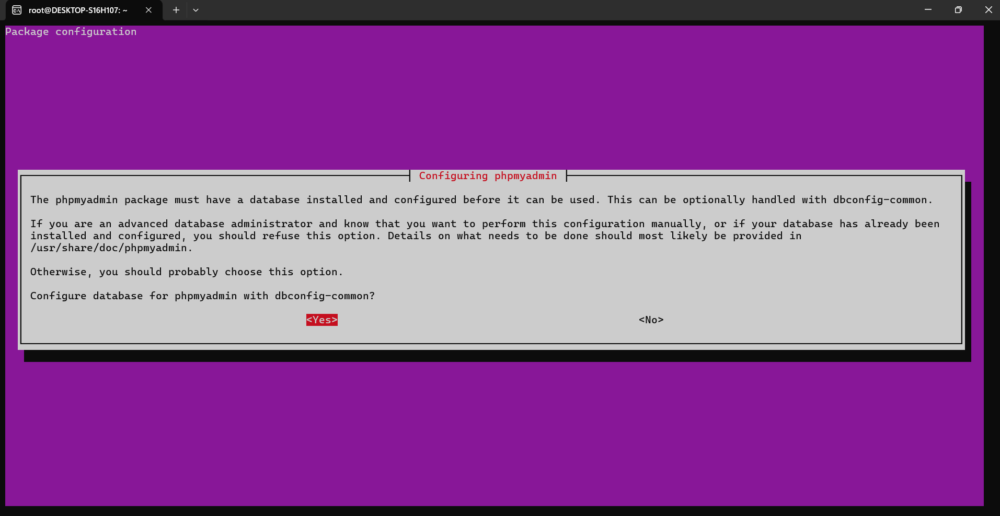 root@DESKTOP-S16H107: ~
Package configuration
Configuring phpmyadmin
The phpmyadmin package must have a database installed and configured before it can be used. This can be optionally handled with dbconfig-common.
If you are an advanced database administrator and know that you want to perform this configuration manually, or if your database has already been
installed and configured, you should refuse this option. Details on what needs to be done should most likely be provided in
/usr/share/doc/phpmyadmin.
Otherwise, you should probably choose this option.
Configure database for phpmyadmin with dbconfig-common?
<Yes> <No>